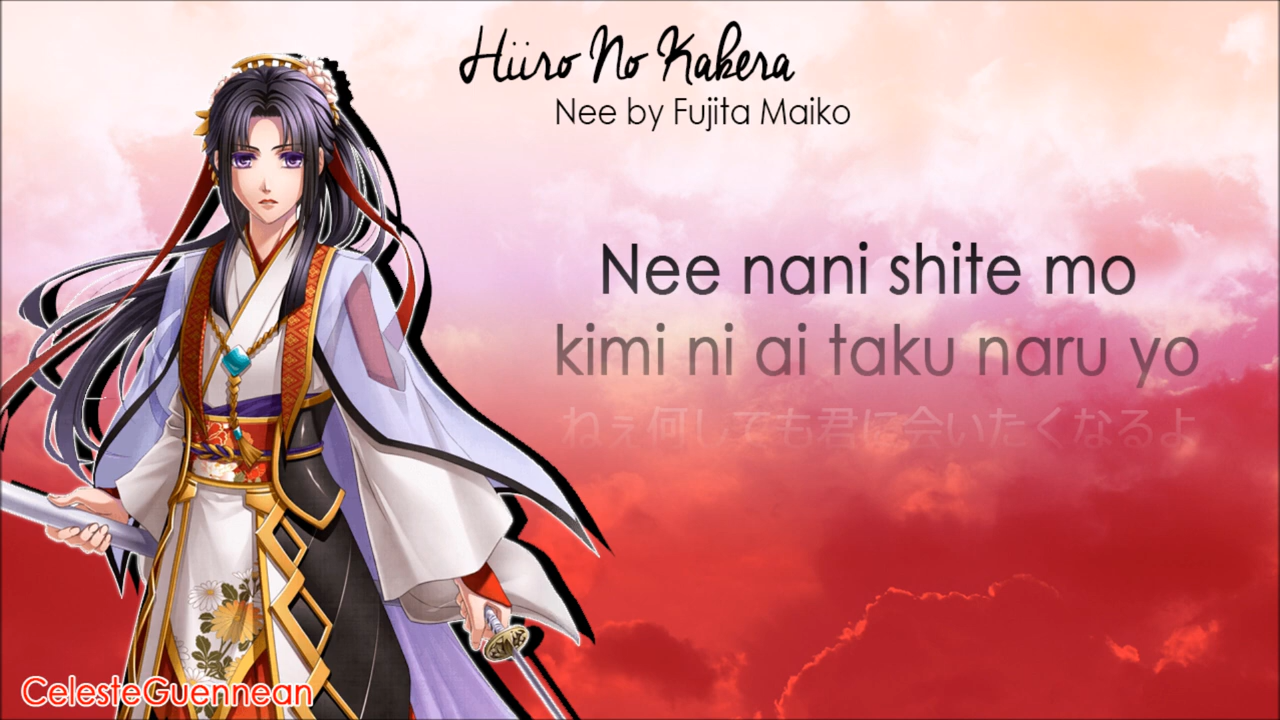 Hiiro No Kakera
Nee by Fujita Maiko
Nee nani shite mo
kimi ni ai taku naru yo
ねぇ何しても君に会いたくなるよ
CelesteGuennean